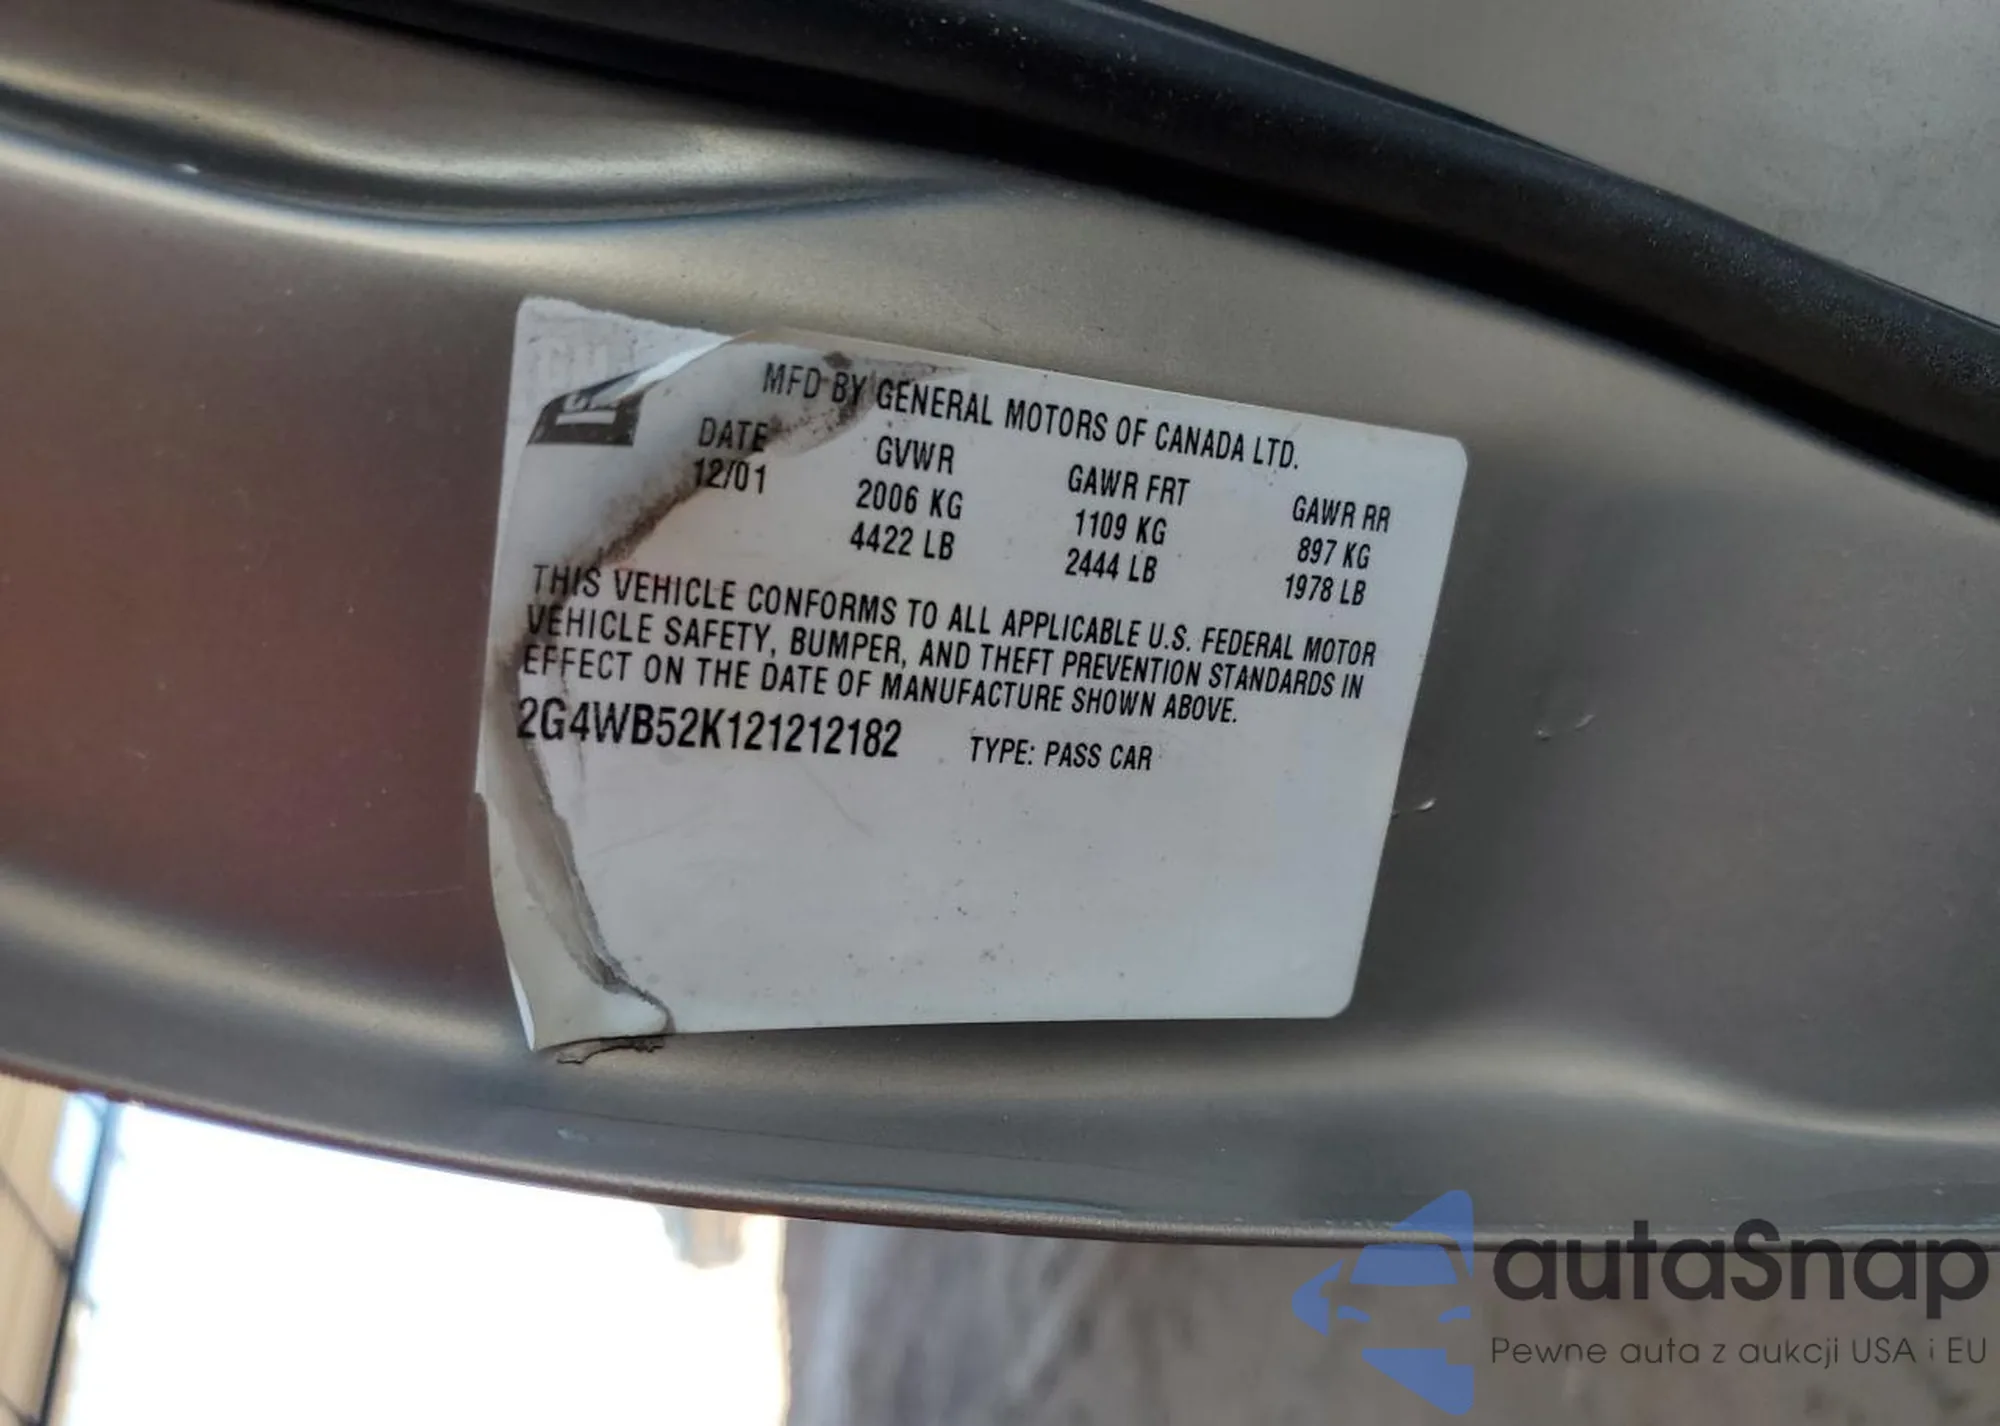 MFD BY GENERAL MOTORS OF CANADA LTD.
DATE GVWR GAWR FRT GAWR RR
12/01 2006 KG 1109 KG 897 KG
4422 LB 2444 LB 1978 LB
THIS VEHICLE CONFORMS TO ALL APPLICABLE U.S. FEDERAL MOTOR
VEHICLE SAFETY, BUMPER, AND THEFT PREVENTION STANDARDS IN
EFFECT ON THE DATE OF MANUFACTURE SHOWN ABOVE.
2G4WB52K121212182 TYPE: PASS CAR
autaSnap
Pewne auta z aukcji USA i EU